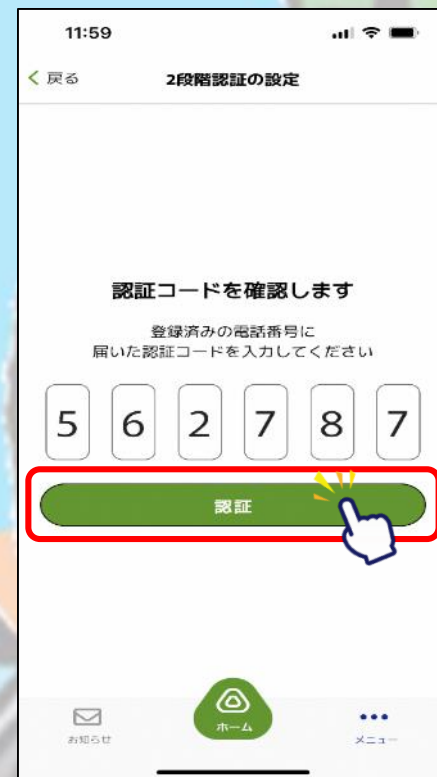 11:59
戻る
2段階認証の設定
認証コードを確認します
登録済みの電話番号に
届いた認証コードを入力してください
5 6 2 7 8 7
認証
お知らせ
ホーム
メニュー